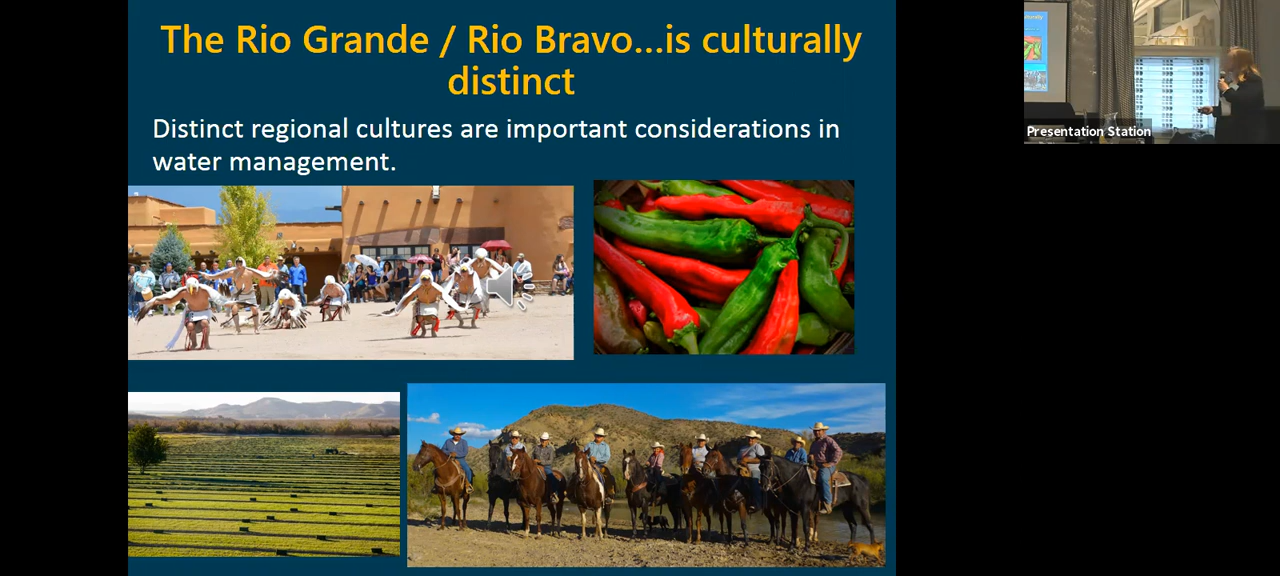 The Rio Grande / Rio Bravo...is culturally
distinct
Distinct regional cultures are important considerations in
water management.
Presentation Station